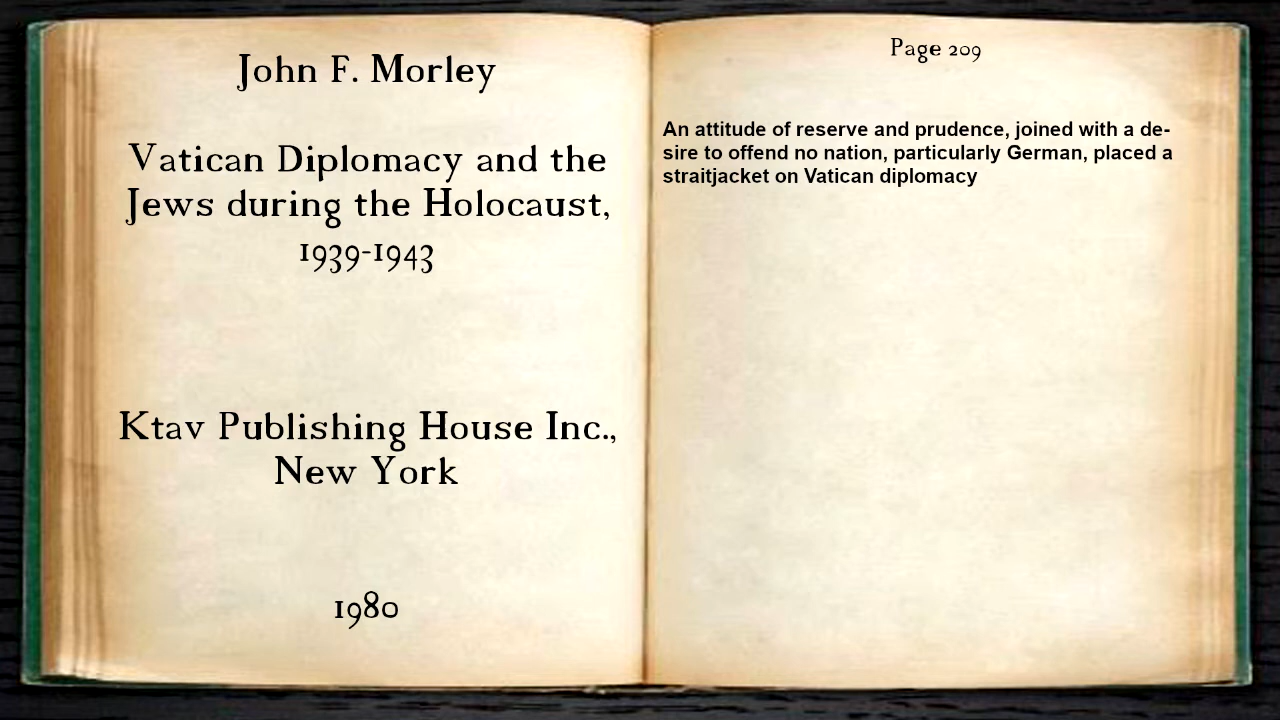 John F. Morley
Vatican Diplomacy and the
Jews during the Holocaust,
1939-1943
Ktav Publishing House Inc.,
New York
1980
Page 209
An attitude of reserve and prudence, joined with a de-
sire to offend no nation, particularly German, placed a
straitjacket on Vatican diplomacy